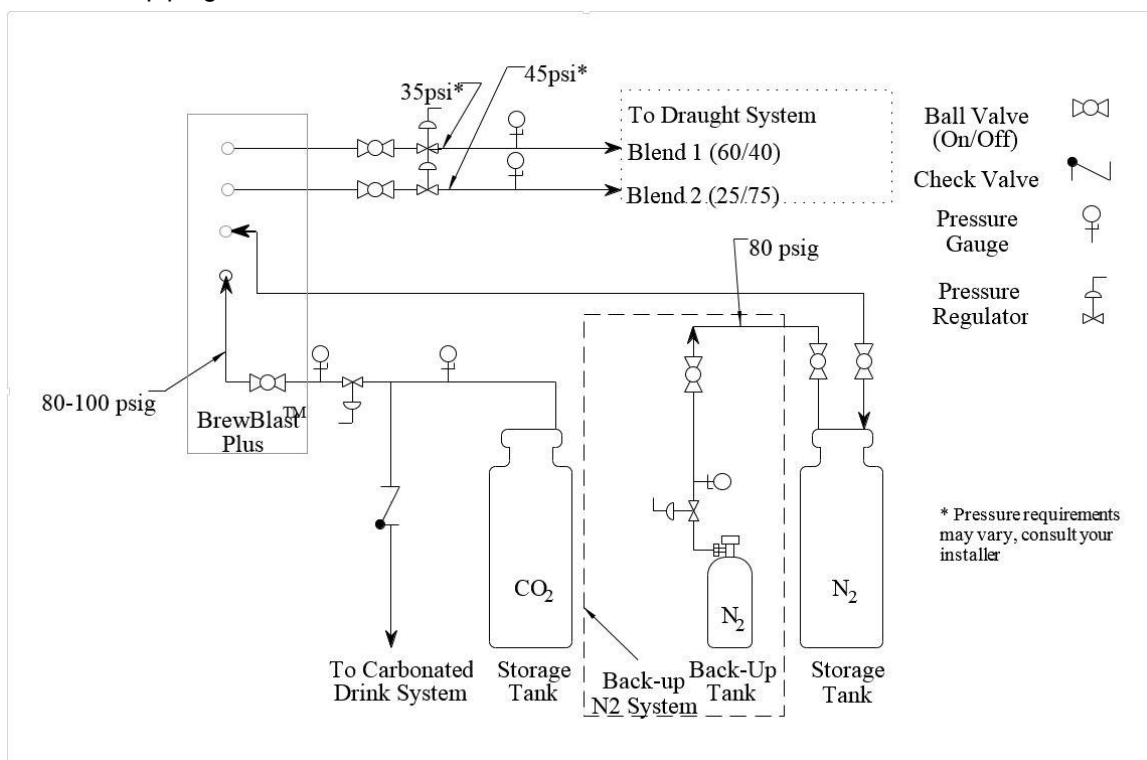 45psi*
35psi*
To Draught System
Blend 1 (60/40)
Blend 2 (25/75)
Ball Valve
(On/Off)
Check Valve
Pressure
Gauge
Pressure
Regulator
80 psig
80-100 psig
BrewBlast™
Plus
* Pressure requirements
may vary, consult your
installer
CO₂
N₂
N₂
To Carbonated
Drink System
Storage
Tank
Back-up
N2 System
Back-Up
Tank
Storage
Tank